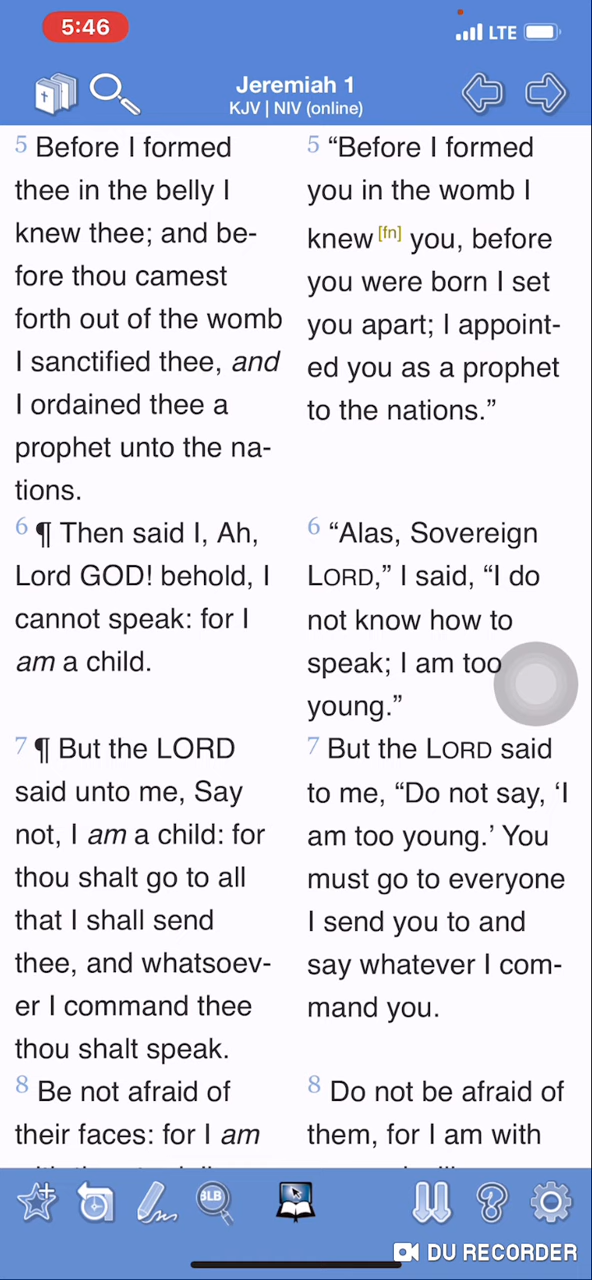 5:46
LTE
Jeremiah 1
KJV | NIV (online)
5 Before I formed
thee in the belly I
knew thee; and be-
fore thou camest
forth out of the womb
I sanctified thee, and
I ordained thee a
prophet unto the na-
tions.
6 ¶ Then said I, Ah,
Lord GOD! behold, I
cannot speak: for I
am a child.
7 ¶ But the LORD
said unto me, Say
not, I am a child: for
thou shalt go to all
that I shall send
thee, and whatsoev-
er I command thee
thou shalt speak.
8 Be not afraid of
their faces: for I am
5 “Before I formed
you in the womb I
knew [fn] you, before
you were born I set
you apart; I appoint-
ed you as a prophet
to the nations.”
6 “Alas, Sovereign
LORD,” I said, “I do
not know how to
speak; I am too
young.”
7 But the LORD said
to me, “Do not say, ‘I
am too young.’ You
must go to everyone
I send you to and
say whatever I com-
mand you.
8 Do not be afraid of
them, for I am with
BLB
DU RECORDER